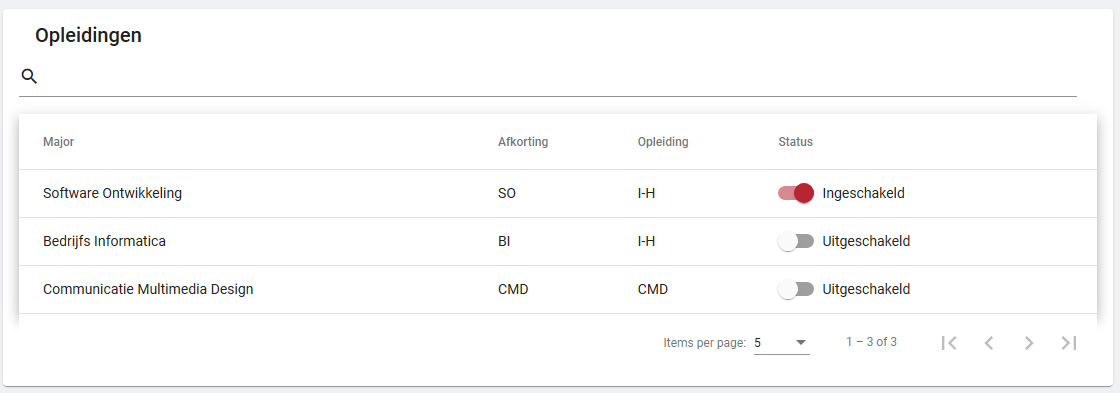 Opleidingen
Major Afkorting Opleiding Status
Software Ontwikkeling SO I-H Ingeschakeld
Bedrijfs Informatica BI I-H Uitgeschakeld
Communicatie Multimedia Design CMD CMD Uitgeschakeld
Items per page: 5 1 – 3 of 3